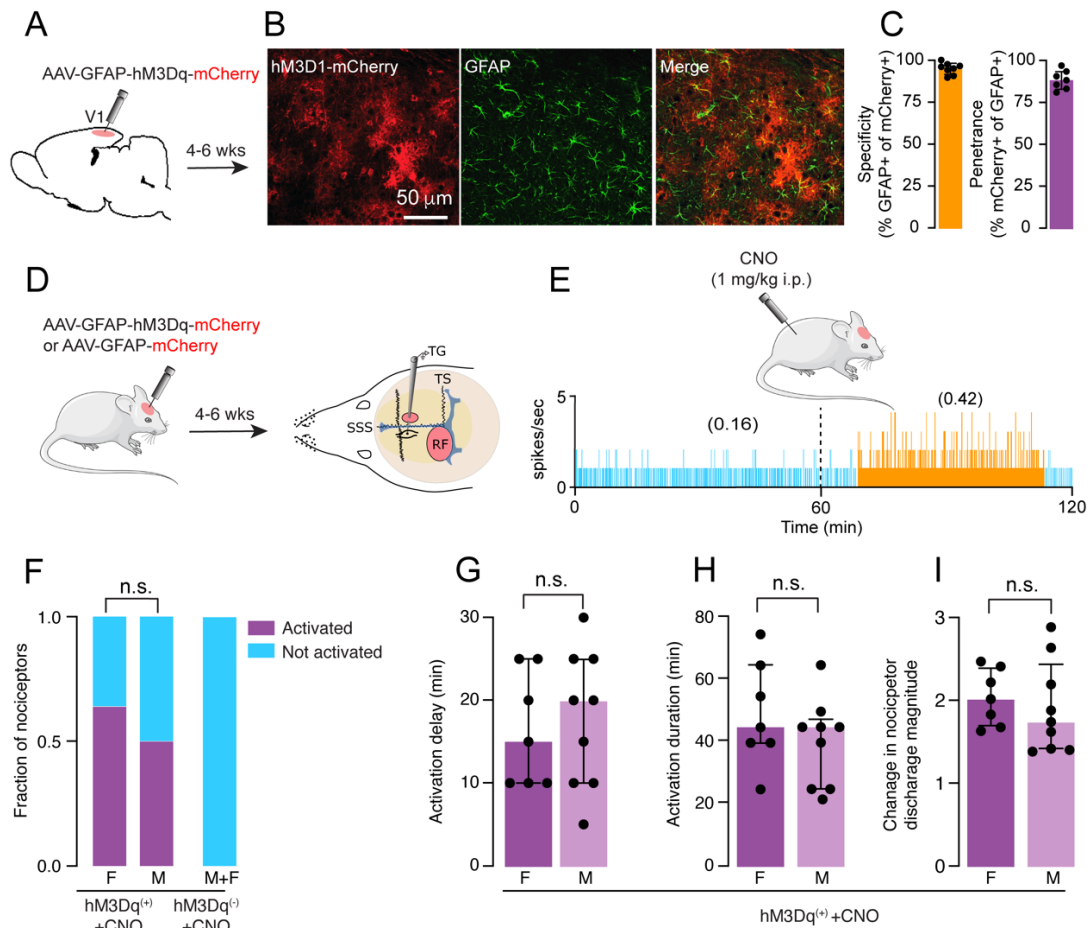 A
AAV-GFAP-hM3Dq-mCherry
V1
4-6 wks
B
hM3D1-mCherry
GFAP
Merge
50 µm
C
Specificity
(% GFAP+ of mCherry+)
100
50
0
Penetrance
(% mCherry+ of GFAP+)
100
50
0
D
AAV-GFAP-hM3Dq-mCherry
or AAV-GFAP-mCherry
4-6 wks
TG
TS
SSS
RF
E
CNO
(1 mg/kg i.p.)
spikes/sec
5
0
(0.16)
(0.42)
0
60
120
Time (min)
F
n.s.
Fraction of nociceptors
1.0
0.5
0.0
Activated
Not activated
F
M
M+F
hM3Dq(+)
+CNO
hM3Dq(-)
+CNO
G
n.s.
Activation delay (min)
30
20
10
0
F
M
H
n.s.
Activation duration (min)
80
60
40
20
0
F
M
I
n.s.
Chanage in nocicpetor
discharage magnitude
3
2
1
0
F
M
hM3Dq(+) +CNO